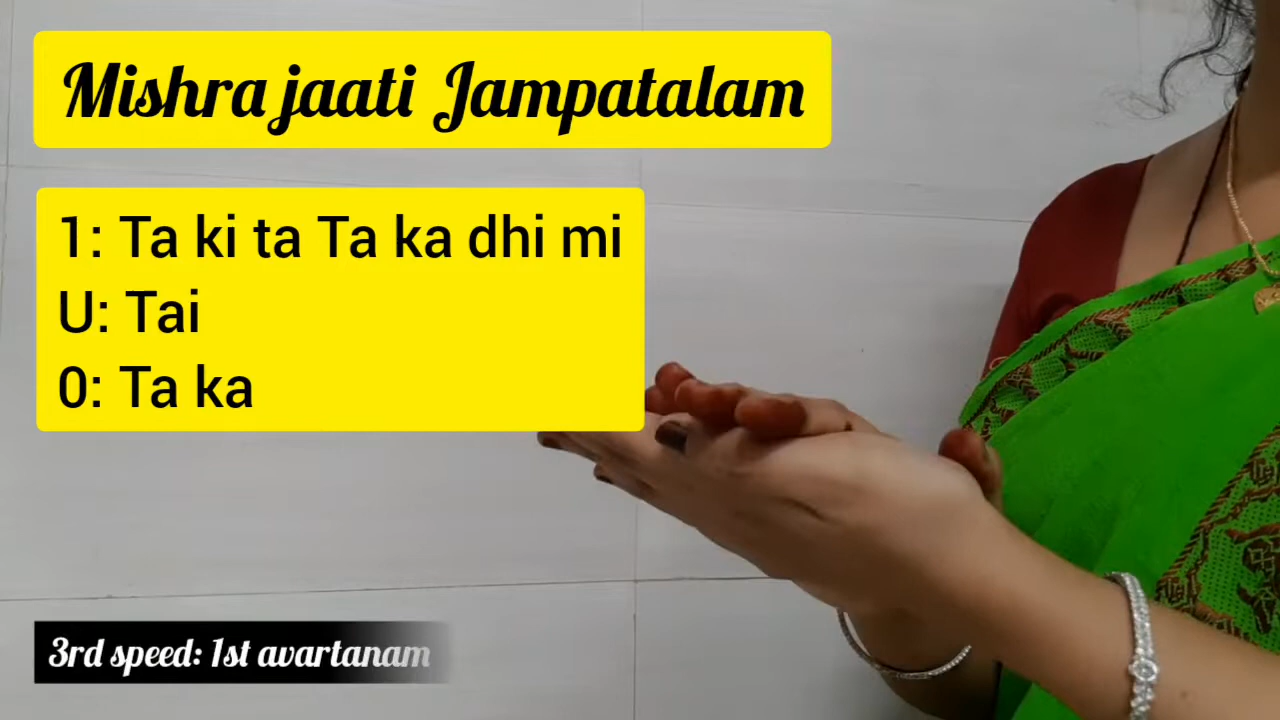 Mishra jaati Jampatalam
1: Ta ki ta Ta ka dhi mi
U: Tai
0: Ta ka
3rd speed: 1st avartanam